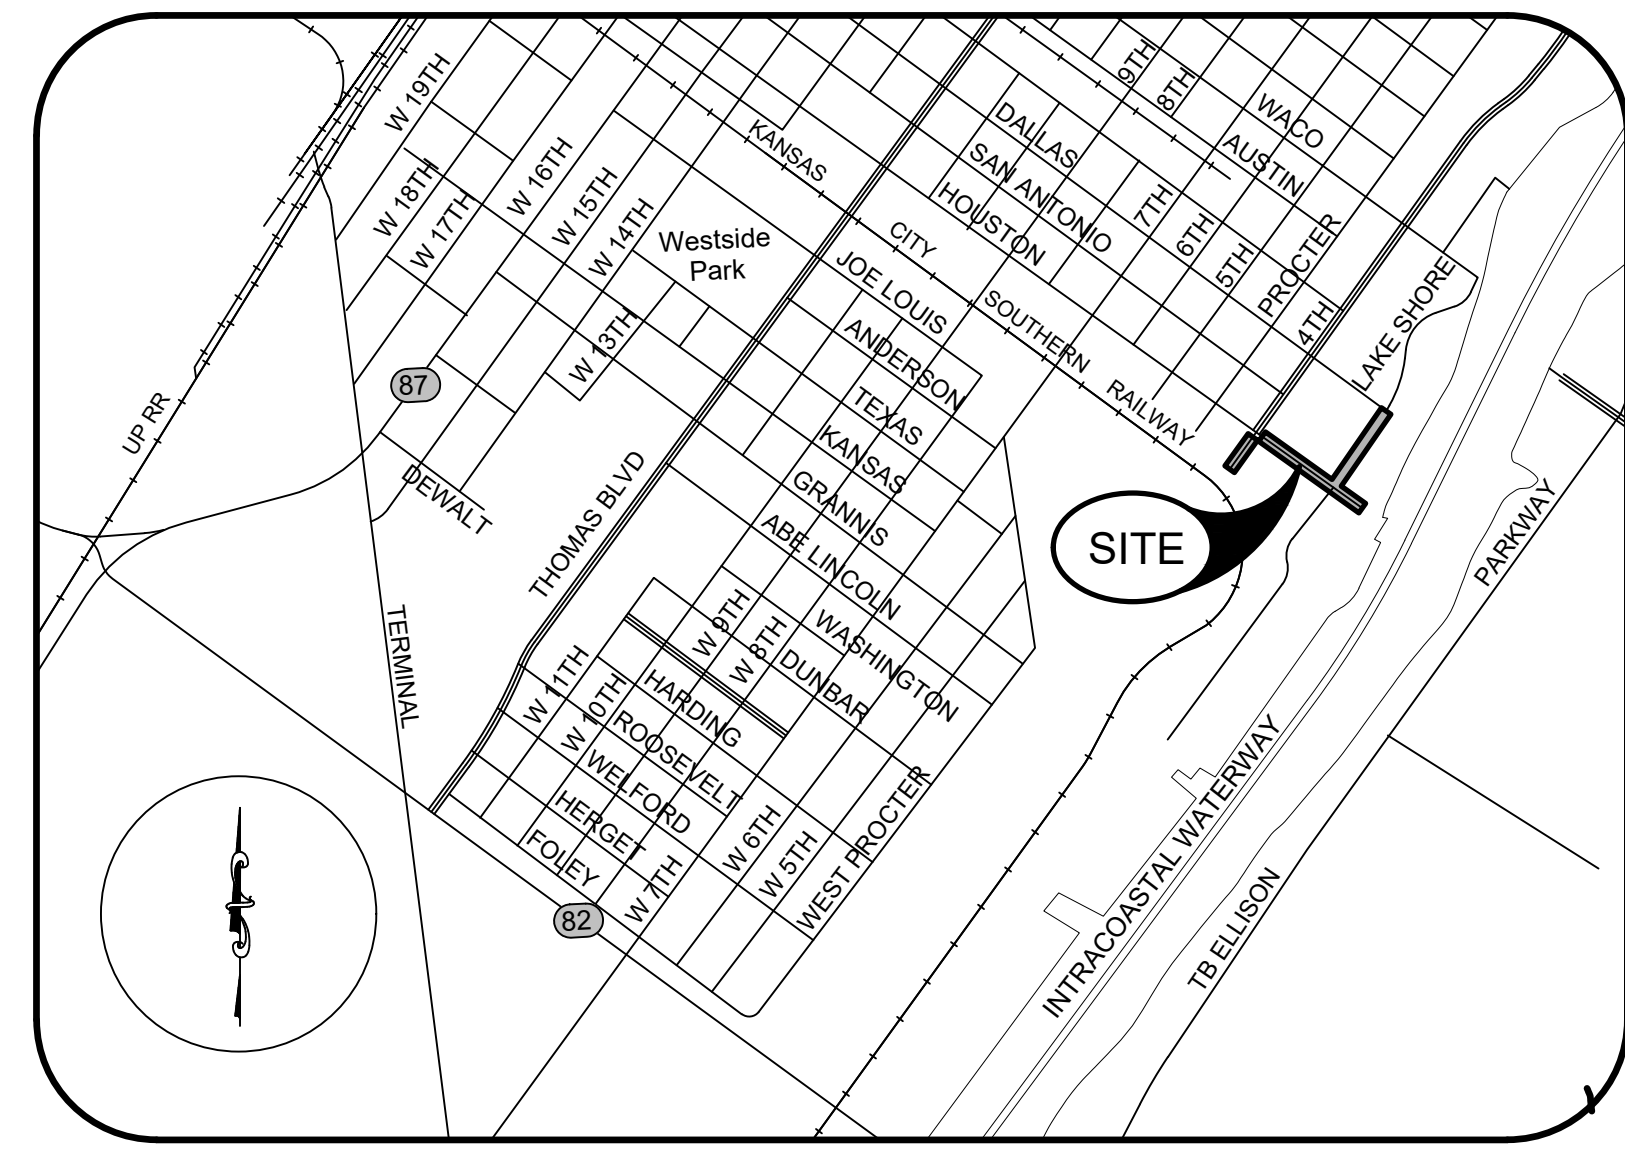 W 19TH
9TH
8TH
WACO
KANSAS
DALLAS
AUSTIN
W 18TH
W 17TH
W 16TH
W 15TH
W 14TH
Westside
Park
SAN ANTONIO
HOUSTON
7TH
6TH
5TH
PROCTER
4TH
LAKE SHORE
CITY
JOE LOUIS
SOUTHERN
RAILWAY
W 13TH
87
ANDERSON
TEXAS
KANSAS
GRANNIS
ABE LINCOLN
UP RR
DEWALT
THOMAS BLVD
SITE
PARKWAY
TERMINAL
W 9TH
W 8TH
WASHINGTON
DUNBAR
W 11TH
W 10TH
HARDING
ROOSEVELT
WELFORD
HERGET
FOLEY
W 7TH
W 6TH
W 5TH
WEST PROCTER
82
INTRACOASTAL WATERWAY
TB ELLISON